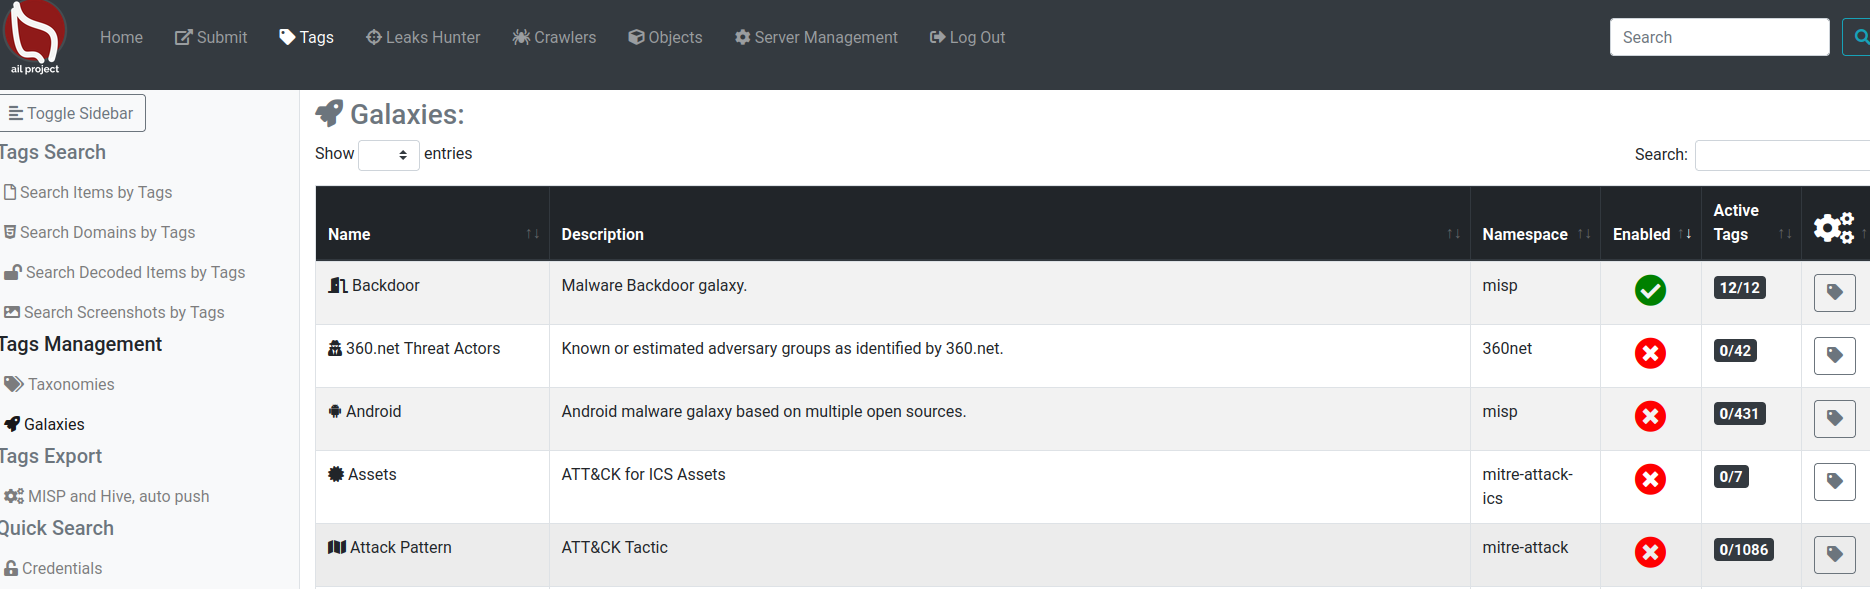 ail project
Home Submit Tags Leaks Hunter Crawlers Objects Server Management Log Out Search
Toggle Sidebar
Tags Search
Search Items by Tags
Search Domains by Tags
Search Decoded Items by Tags
Search Screenshots by Tags
Tags Management
Taxonomies
Galaxies
Tags Export
MISP and Hive, auto push
Quick Search
Credentials
Galaxies:
Show entries Search:
Name Description Namespace Enabled Active Tags
Backdoor Malware Backdoor galaxy. misp 12/12
360.net Threat Actors Known or estimated adversary groups as identified by 360.net. 360net 0/42
Android Android malware galaxy based on multiple open sources. misp 0/431
Assets ATT&CK for ICS Assets mitre-attack-ics 0/7
Attack Pattern ATT&CK Tactic mitre-attack 0/1086